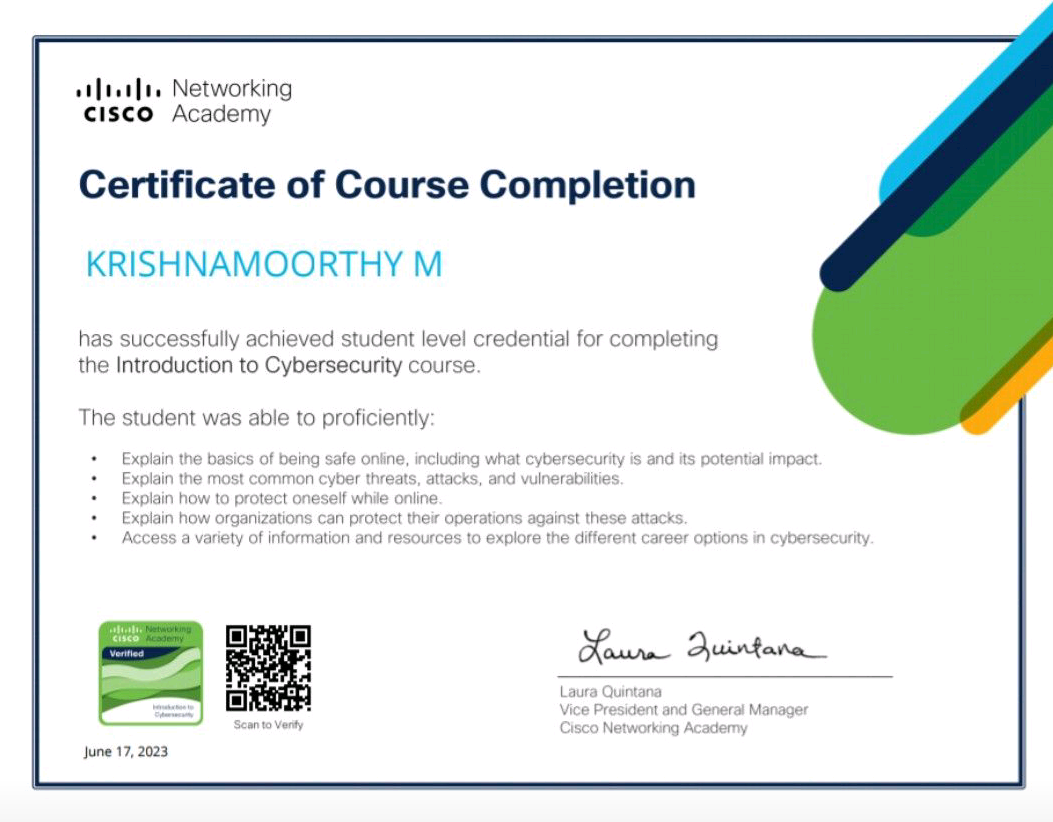 Networking
CISCO Academy
Certificate of Course Completion
KRISHNAMOORTHY M
has successfully achieved student level credential for completing
the Introduction to Cybersecurity course.
The student was able to proficiently:
• Explain the basics of being safe online, including what cybersecurity is and its potential impact.
• Explain the most common cyber threats, attacks, and vulnerabilities.
• Explain how to protect oneself while online.
• Explain how organizations can protect their operations against these attacks.
• Access a variety of information and resources to explore the different career options in cybersecurity.
Networking
CISCO Academy
Verified
Introduction to
Cybersecurity
Scan to Verify
June 17, 2023
Laura Quintana
Laura Quintana
Vice President and General Manager
Cisco Networking Academy